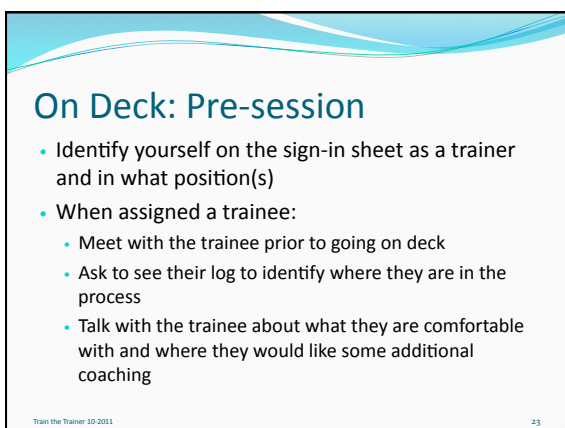 On Deck: Pre-session
• Identify yourself on the sign-in sheet as a trainer
and in what position(s)
• When assigned a trainee:
• Meet with the trainee prior to going on deck
• Ask to see their log to identify where they are in the
process
• Talk with the trainee about what they are comfortable
with and where they would like some additional
coaching
Train the Trainer 10-2011
23